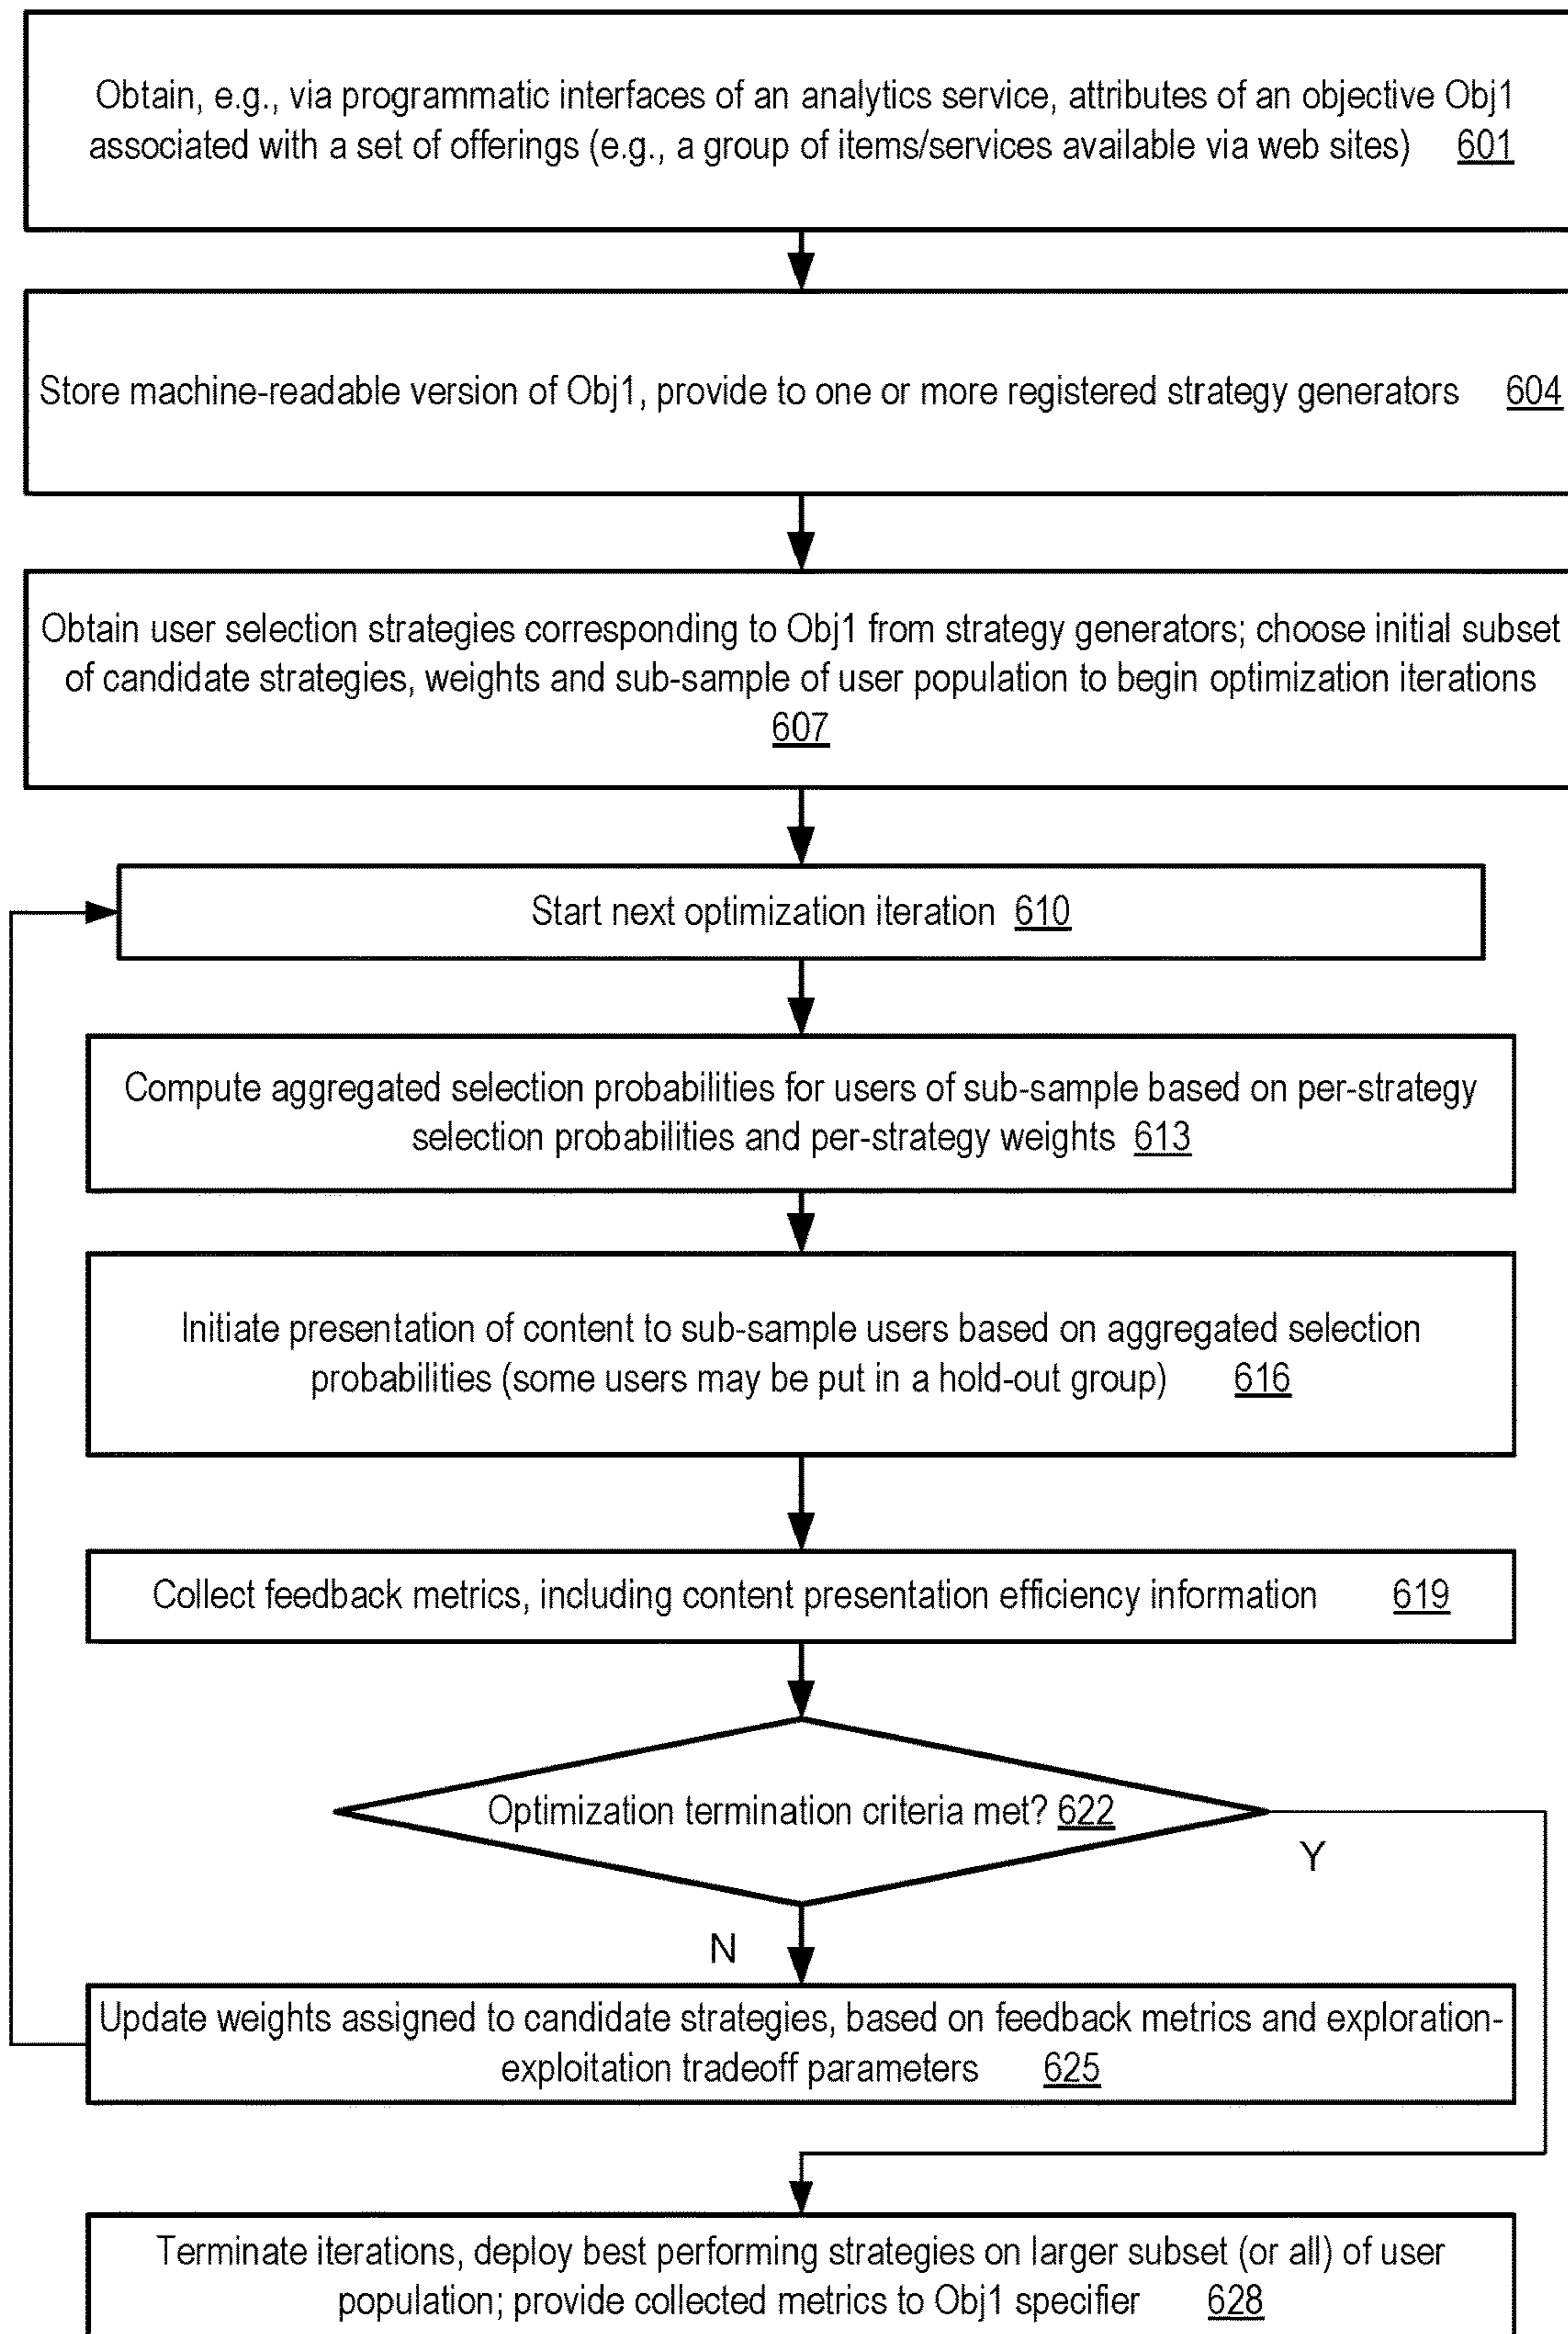 Obtain, e.g., via programmatic interfaces of an analytics service, attributes of an objective Obj1
associated with a set of offerings (e.g., a group of items/services available via web sites) 601
Store machine-readable version of Obj1, provide to one or more registered strategy generators 604
Obtain user selection strategies corresponding to Obj1 from strategy generators; choose initial subset
of candidate strategies, weights and sub-sample of user population to begin optimization iterations
607
Start next optimization iteration 610
Compute aggregated selection probabilities for users of sub-sample based on per-strategy
selection probabilities and per-strategy weights 613
Initiate presentation of content to sub-sample users based on aggregated selection
probabilities (some users may be put in a hold-out group) 616
Collect feedback metrics, including content presentation efficiency information 619
Optimization termination criteria met? 622
Y
N
Update weights assigned to candidate strategies, based on feedback metrics and exploration-
exploitation tradeoff parameters 625
Terminate iterations, deploy best performing strategies on larger subset (or all) of user
population; provide collected metrics to Obj1 specifier 628